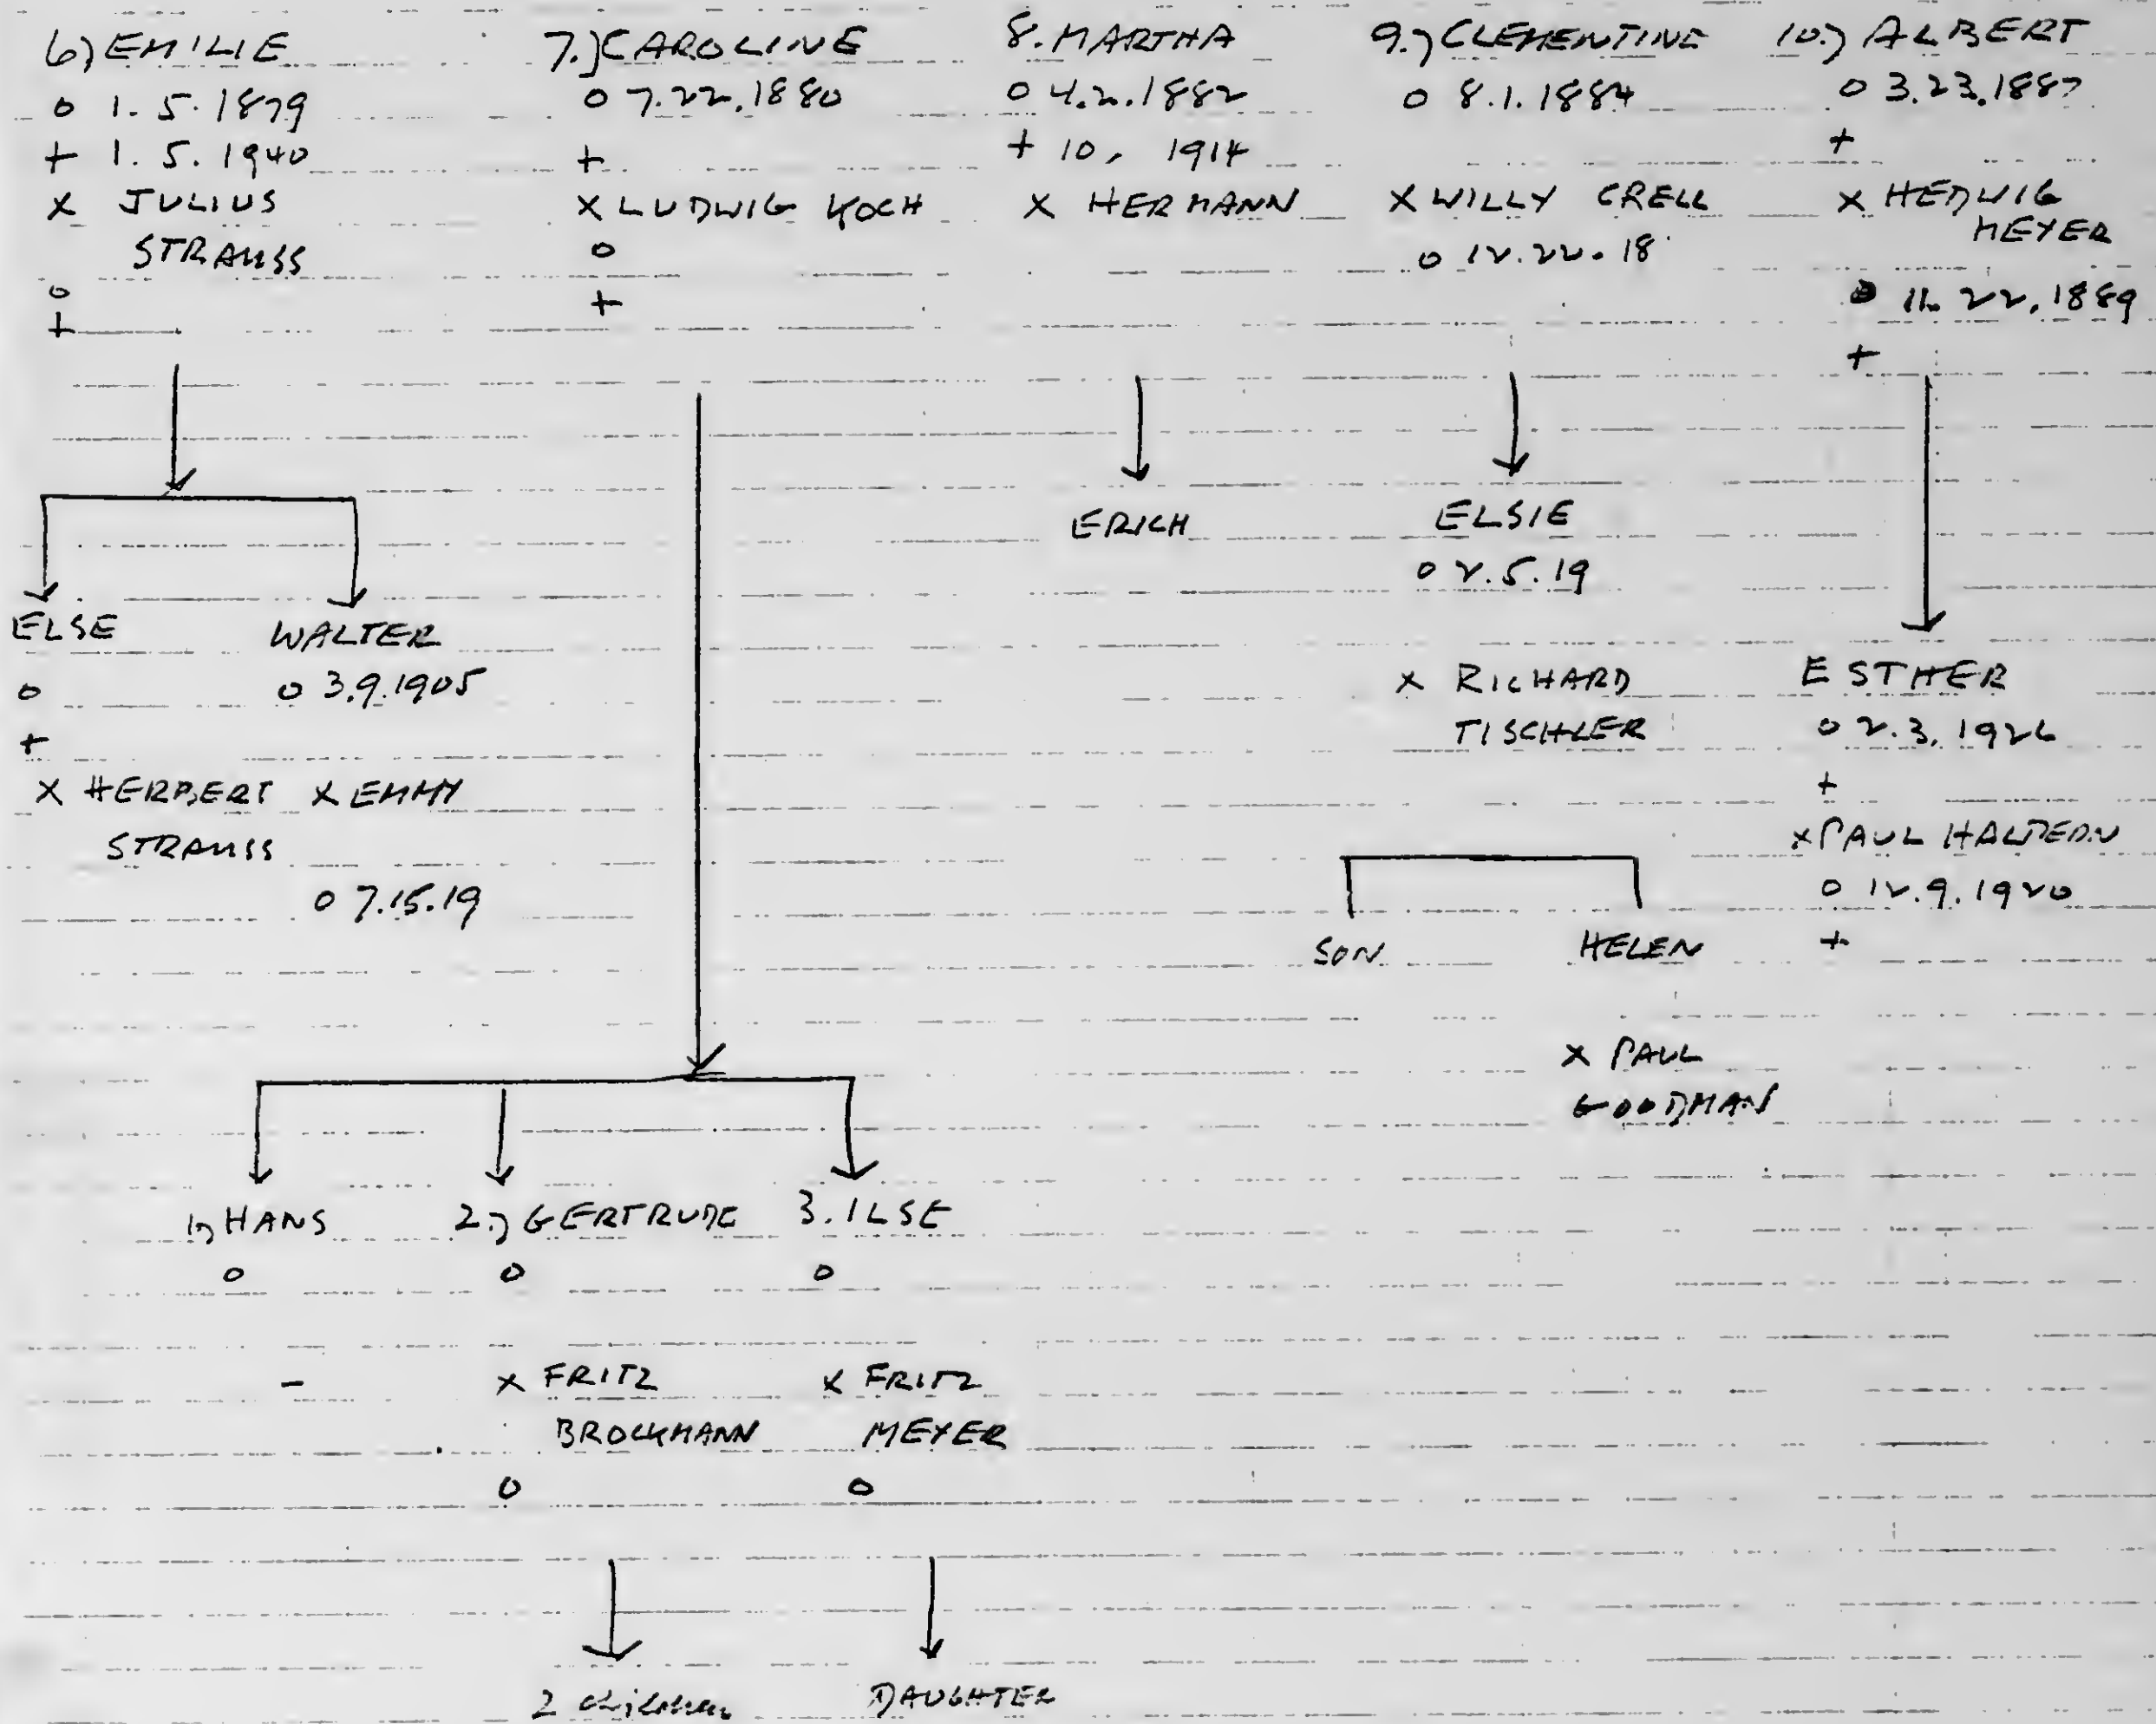 6) EMILIE
o 1. 5. 1879
+ 1. 5. 1940
x JULIUS
STRAUSS
o
+
7.) CAROLINE
o 7.22.1880
+
x LUDWIG KOCH
o
+
8. MARTHA
o 4.2.1882
+ 10, 1914
x HERMANN
9.) CLEMENTINE
o 8.1.1884
x WILLY CRELL
o 12.22.18
10.) ALBERT
o 3.23.1887
+
x HEDWIG
MEYER
o 11.22.1889
+
ELSE
o
+
x HERBERT
STRAUSS
WALTER
o 3.9.1905
x EMMY
o 7.15.19
ERICH
ELSIE
o 2.5.19
x RICHARD
TISCHLER
ESTHER
o 2.3.1926
+
x PAUL HALPERN
o 12.9.1920
+
SON
HELEN
x PAUL
GOODMAN
1) HANS
o
-
2.) GERTRUDE
o
x FRITZ
BROCKMANN
o
3. ILSE
o
x FRITZ
MEYER
o
2 children
DAUGHTER